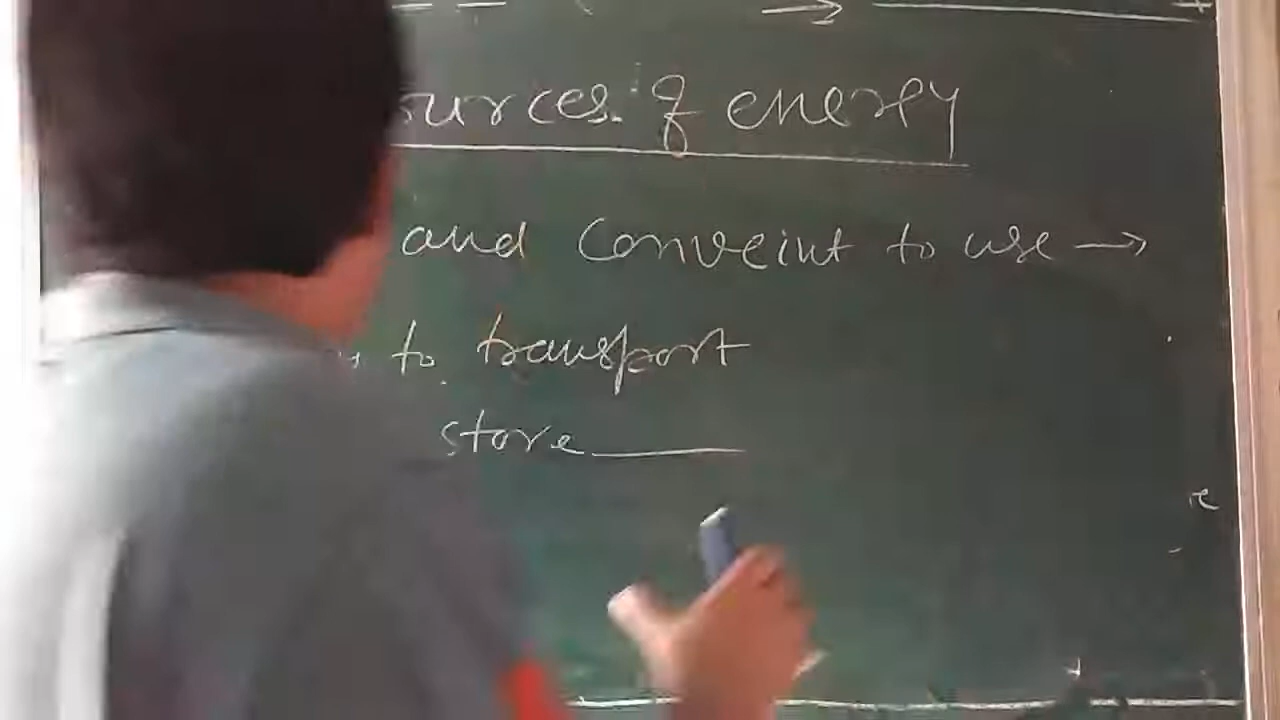 urces of energy
and Conveint to use →
to transport
store